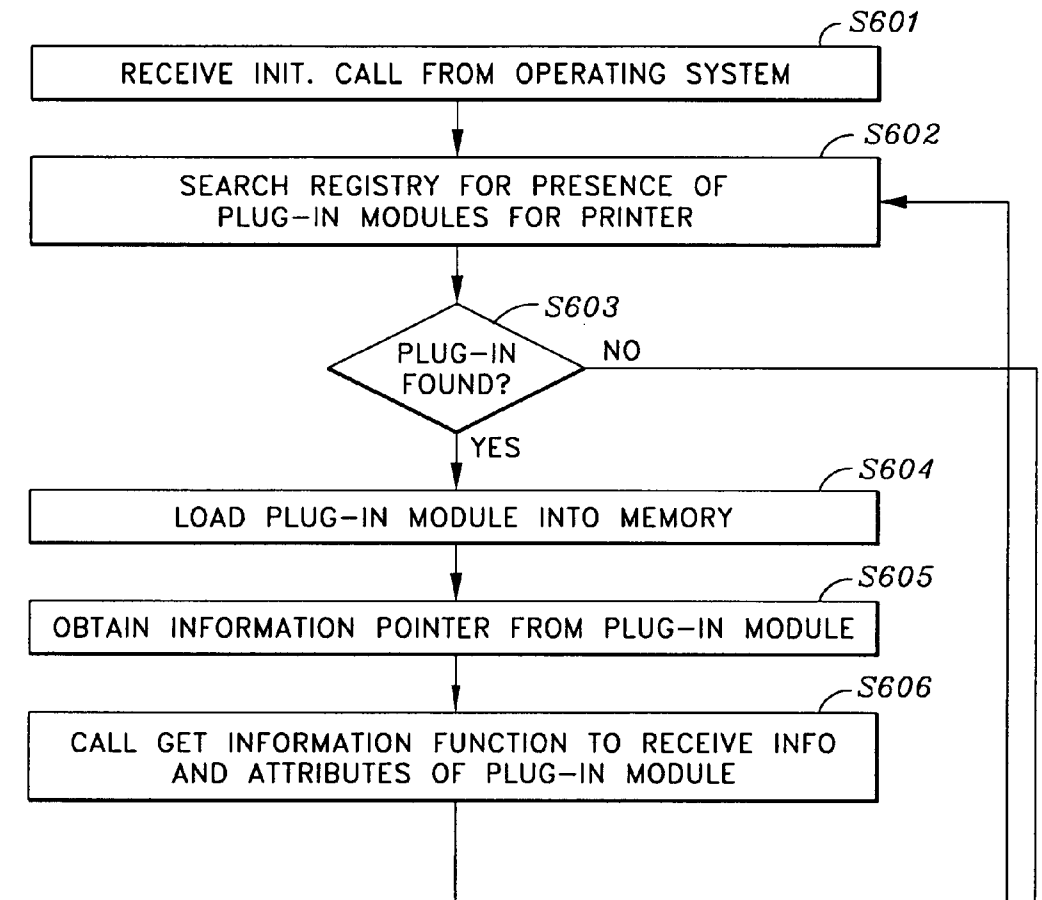 S601
RECEIVE INIT. CALL FROM OPERATING SYSTEM
S602
SEARCH REGISTRY FOR PRESENCE OF
PLUG-IN MODULES FOR PRINTER
S603
PLUG-IN
FOUND?
NO
YES
S604
LOAD PLUG-IN MODULE INTO MEMORY
S605
OBTAIN INFORMATION POINTER FROM PLUG-IN MODULE
S606
CALL GET INFORMATION FUNCTION TO RECEIVE INFO
AND ATTRIBUTES OF PLUG-IN MODULE